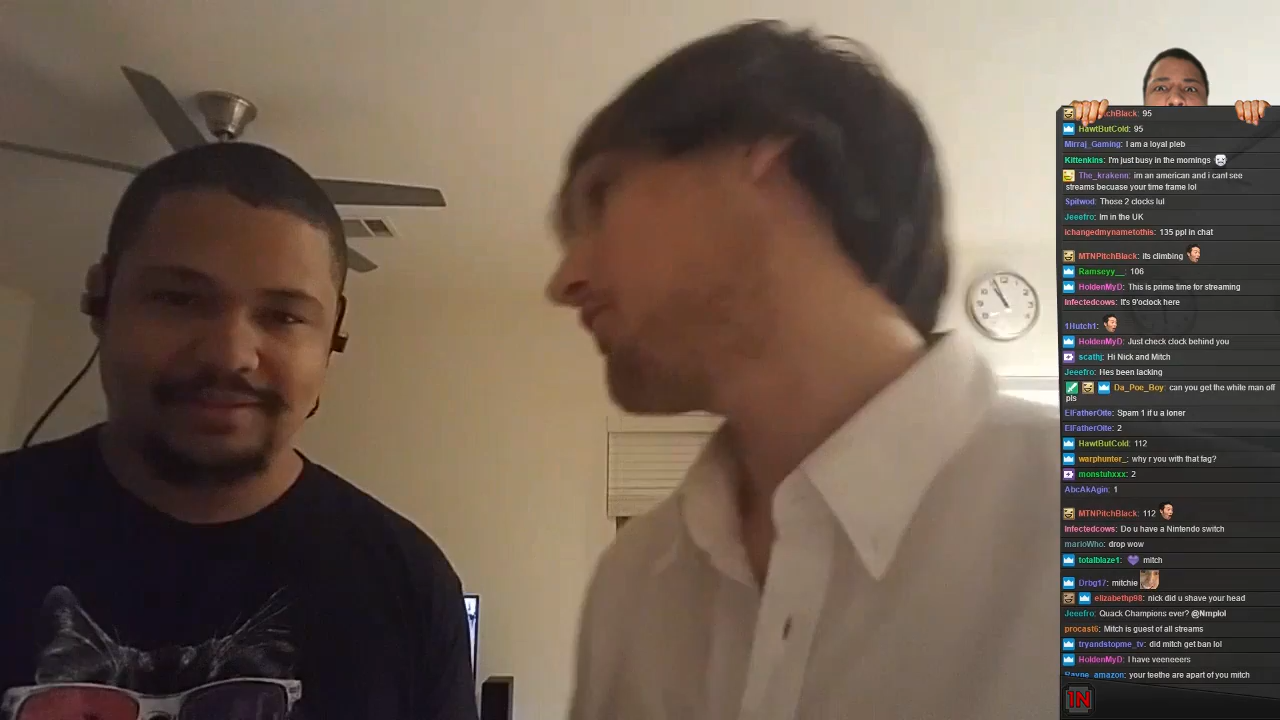 chBlack: 95
HawtButCold: 95
Mirraj_Gaming: I am a loyal pleb
Kittenkins: I'm just busy in the mornings
The_krakenn: im an american and i cant see
streams becuase your time frame lol
Spitwod: Those 2 clocks lul
Jeeefro: Im in the UK
ichangedmynametothis: 135 ppl in chat
MTNPitchBlack: its climbing
Ramseyy__: 106
HoldenMyD: This is prime time for streaming
Infectedcows: It's 9'oclock here
1Hutch1:
HoldenMyD: Just check clock behind you
scathj: Hi Nick and Mitch
Jeeefro: Hes been lacking
Da_Poe_Boy: can you get the white man off
pls
ElFatherOite: Spam 1 if u a loner
ElFatherOite: 2
HawtButCold: 112
warphunter_: why r you with that fag?
monstuhxxx: 2
AbcAkAgin: 1
MTNPitchBlack: 112
Infectedcows: Do u have a Nintendo switch
marioWho: drop wow
totalblaze1: mitch
Drbg17: mitchie
elizabethp98: nick did u shave your head
Jeeefro: Quack Champions ever? @Nmplol
procast6: Mitch is guest of all streams
tryandstopme_tv: did mitch get ban lol
HoldenMyD: I have veeneeers
Rayne_amazon: your teethe are apart of you mitch
1N